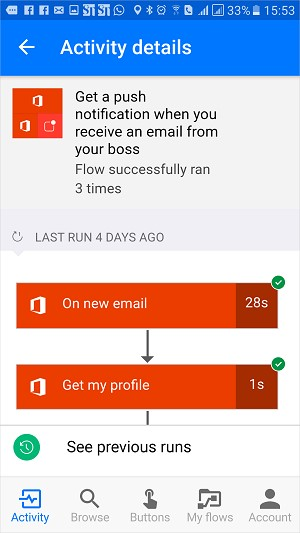 33% 15:53
Activity details
Get a push
notification when you
receive an email from
your boss
Flow successfully ran
3 times
LAST RUN 4 DAYS AGO
On new email 28s
Get my profile 1s
See previous runs
Activity Browse Buttons My flows Account